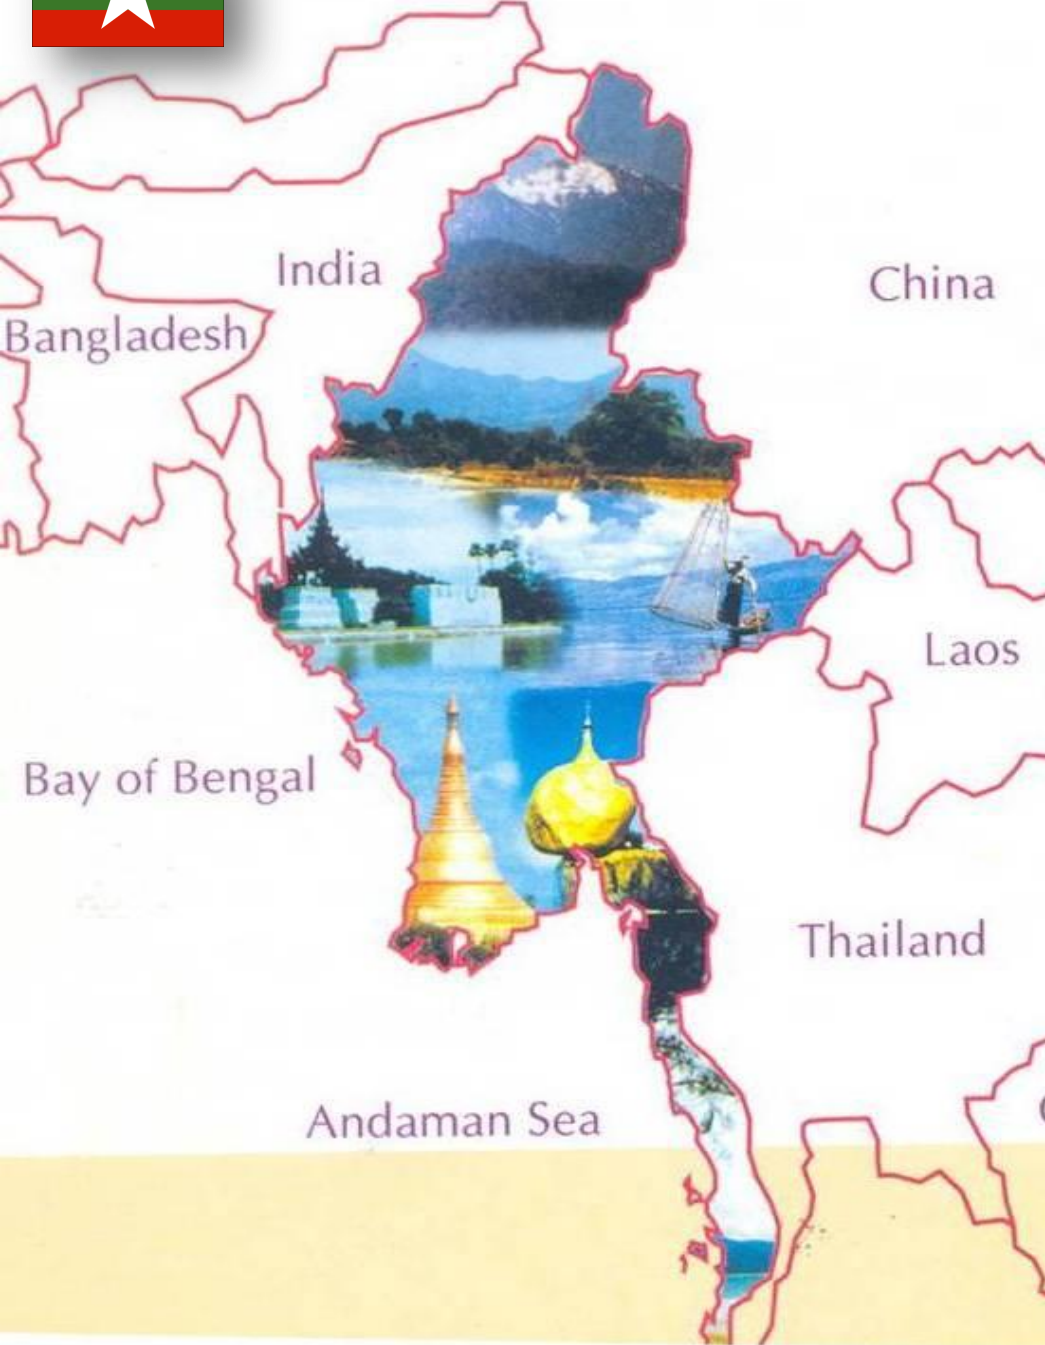 India
China
Bangladesh
Laos
Bay of Bengal
Thailand
Andaman Sea